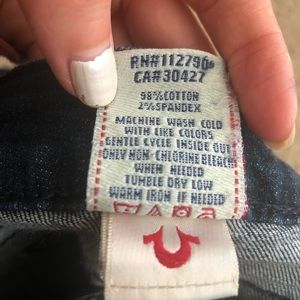 RN#112790
CA#30427
98%COTTON
2%SPANDEX
MACHINE WASH COLD
WITH LIKE COLORS
GENTLE CYCLE INSIDE OUT
ONLY NON-CHLORINE BLEACH
WHEN NEEDED
TUMBLE DRY LOW
WARM IRON IF NEEDED